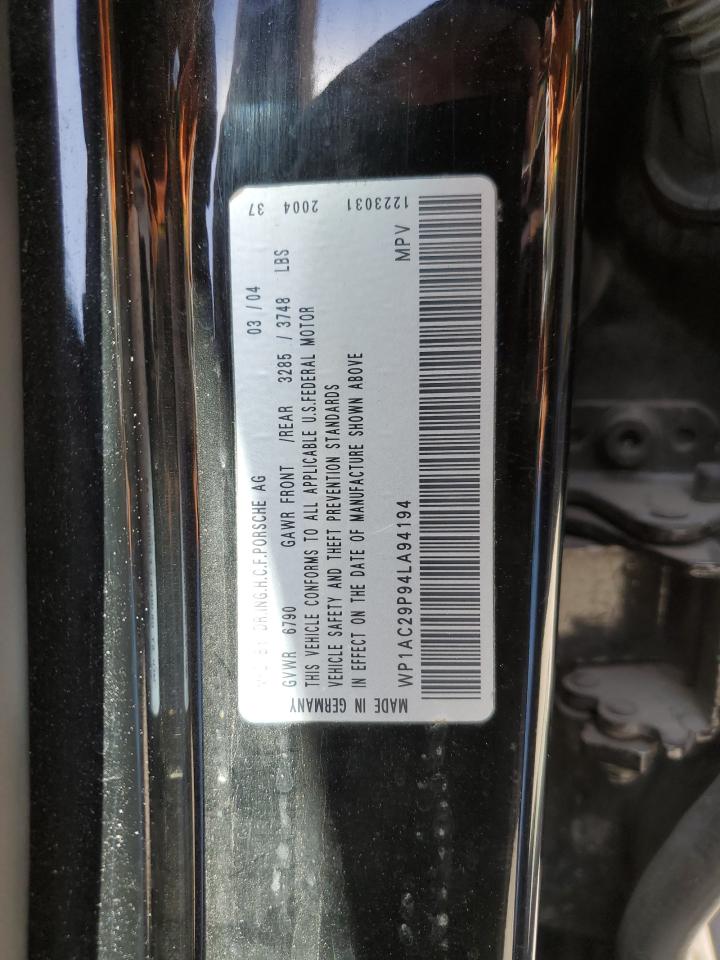 DR.ING.H.C.F.PORSCHE AG 03 / 04
GVWR 6790 GAWR FRONT /REAR 3285 / 3748 LBS
THIS VEHICLE CONFORMS TO ALL APPLICABLE U.S.FEDERAL MOTOR
VEHICLE SAFETY AND THEFT PREVENTION STANDARDS
IN EFFECT ON THE DATE OF MANUFACTURE SHOWN ABOVE
WP1AC29P94LA94194 MPV
MADE IN GERMANY
37 2004 1223031